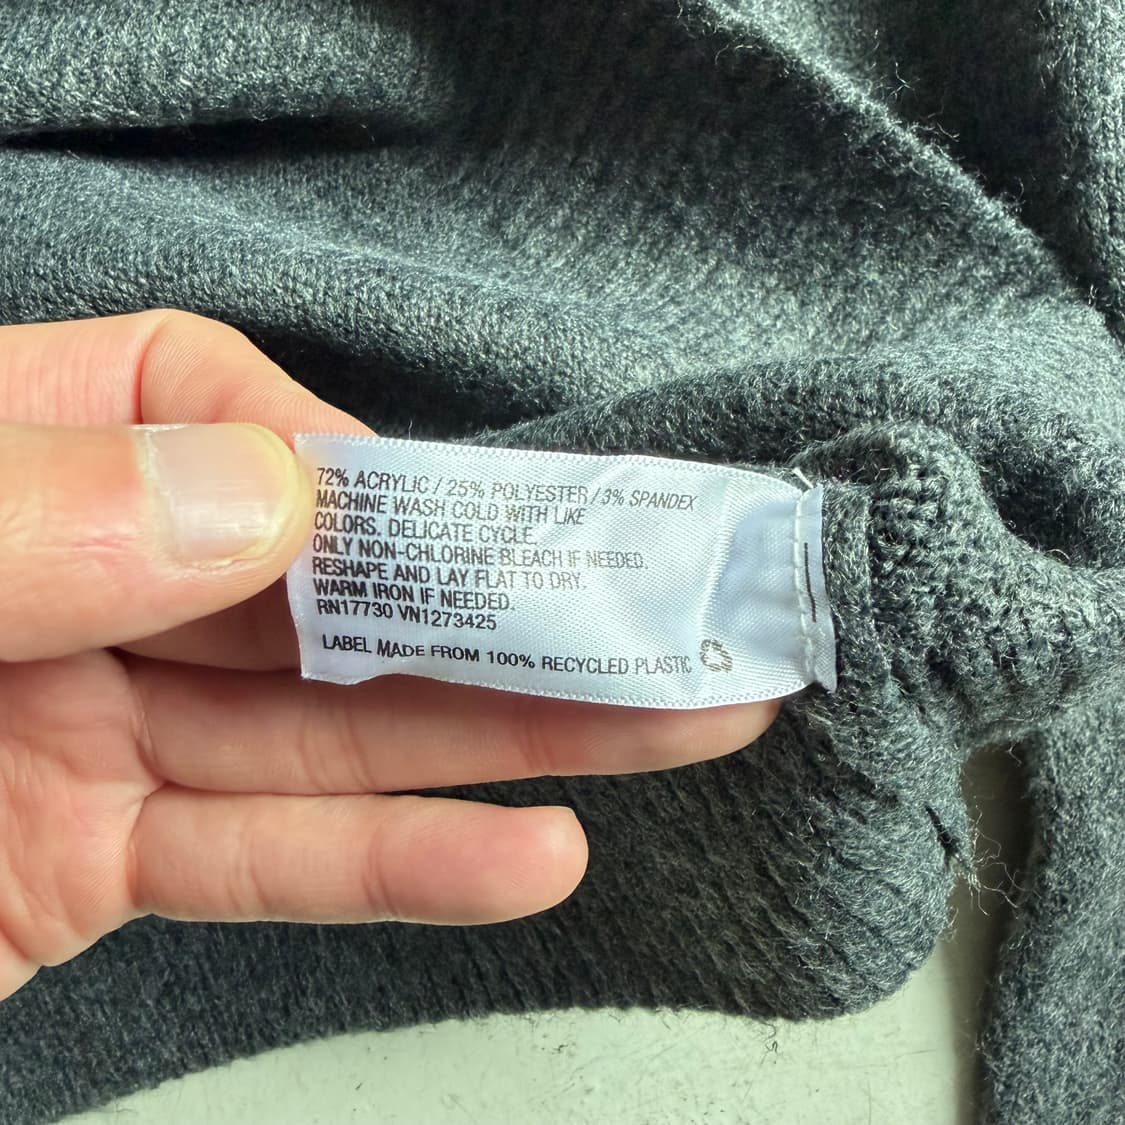 72% ACRYLIC / 25% POLYESTER / 3% SPANDEX
MACHINE WASH COLD WITH LIKE
COLORS. DELICATE CYCLE.
ONLY NON-CHLORINE BLEACH IF NEEDED.
RESHAPE AND LAY FLAT TO DRY.
WARM IRON IF NEEDED.
RN17730 VN1273425
LABEL MADE FROM 100% RECYCLED PLASTIC